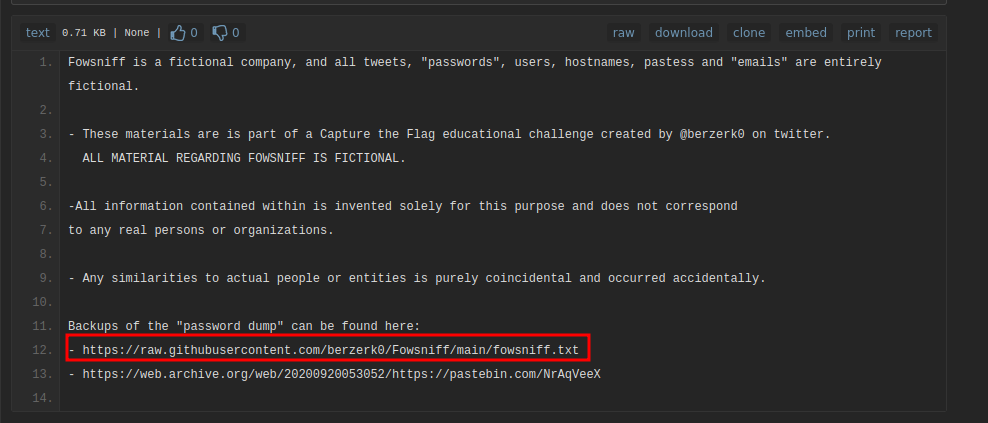 text 0.71 KB | None | 0 0 raw download clone embed print report
1. Fowsniff is a fictional company, and all tweets, "passwords", users, hostnames, pastess and "emails" are entirely
fictional.
2.
3. - These materials are is part of a Capture the Flag educational challenge created by @berzerk0 on twitter.
4. ALL MATERIAL REGARDING FOWSNIFF IS FICTIONAL.
5.
6. -All information contained within is invented solely for this purpose and does not correspond
7. to any real persons or organizations.
8.
9. - Any similarities to actual people or entities is purely coincidental and occurred accidentally.
10.
11. Backups of the "password dump" can be found here:
12. - https://raw.githubusercontent.com/berzerk0/Fowsniff/main/fowsniff.txt
13. - https://web.archive.org/web/20200920053052/https://pastebin.com/NrAqVeeX
14.